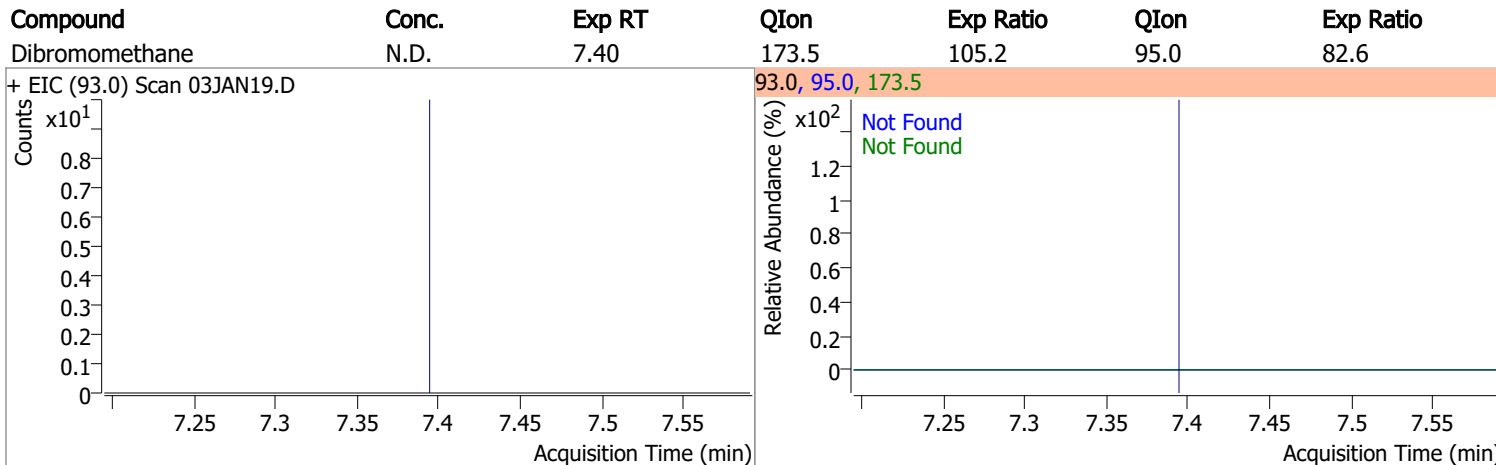 Compound Conc. Exp RT QIon Exp Ratio QIon Exp Ratio
Dibromomethane N.D. 7.40 173.5 105.2 95.0 82.6
+ EIC (93.0) Scan 03JAN19.D
Counts
x10¹
0.8
0.7
0.6
0.5
0.4
0.3
0.2
0.1
0
7.25 7.3 7.35 7.4 7.45 7.5 7.55
Acquisition Time (min)
93.0, 95.0, 173.5
Relative Abundance (%)
x10²
Not Found
Not Found
1.2
1
0.8
0.6
0.4
0.2
0
7.25 7.3 7.35 7.4 7.45 7.5 7.55
Acquisition Time (min)